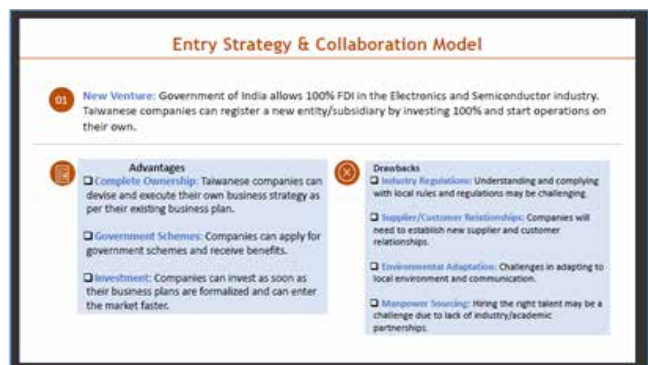 Entry Strategy & Collaboration Model
01
New Venture: Government of India allows 100% FDI in the Electronics and Semiconductor industry.
Taiwanese companies can register a new entity/subsidiary by investing 100% and start operations on
their own.
Advantages
Complete Ownership: Taiwanese companies can
devise and execute their own business strategy as
per their existing business plan.
Government Schemes: Companies can apply for
government schemes and receive benefits.
Investment: Companies can invest as soon as
their business plans are formalized and can enter
the market faster.
Drawbacks
Industry Regulations: Understanding and complying
with local rules and regulations may be challenging.
Supplier/Customer Relationships: Companies will
need to establish new supplier and customer
relationships.
Environmental Adaptation: Challenges in adapting to
local environment and communication.
Manpower Sourcing: Hiring the right talent may be a
challenge due to lack of industry/academic
partnerships.